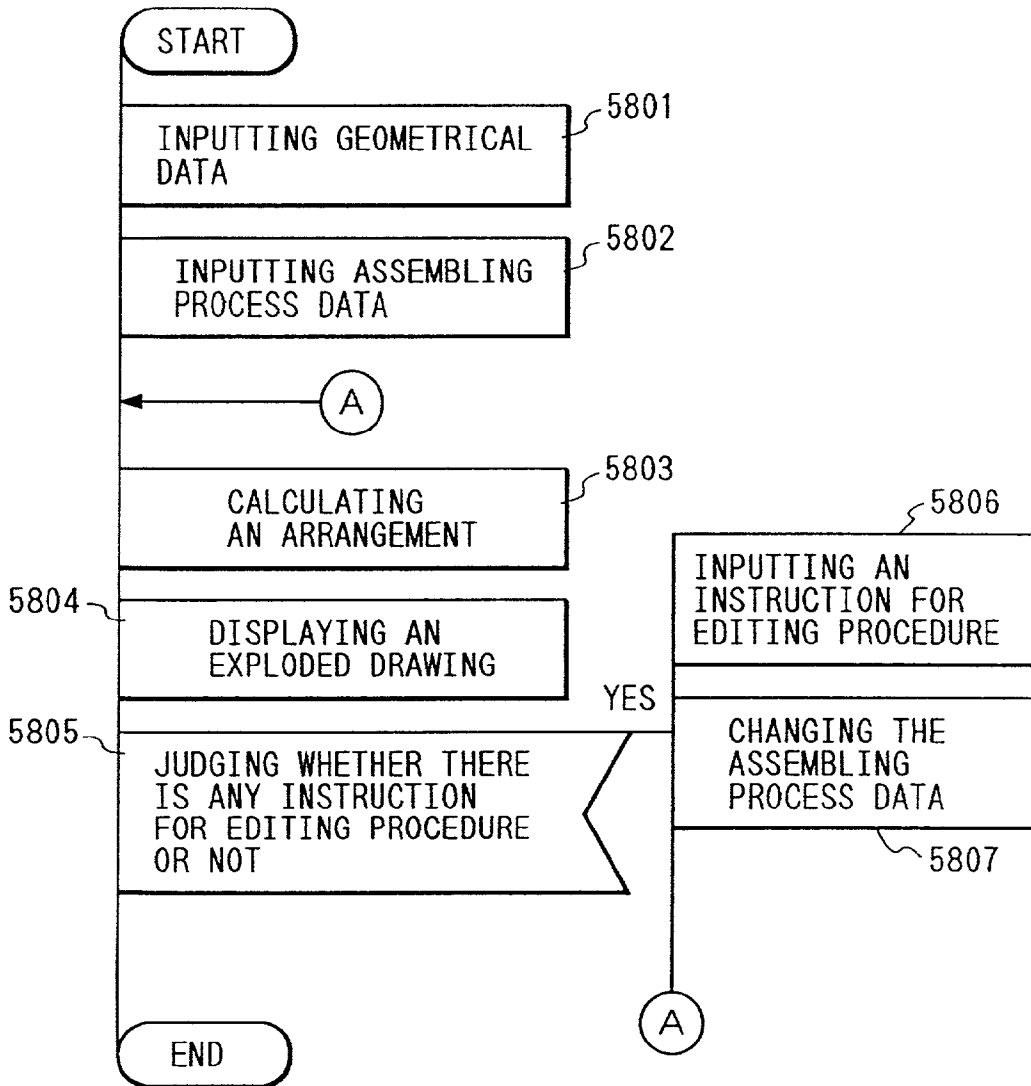 START
5801
INPUTTING GEOMETRICAL
DATA
5802
INPUTTING ASSEMBLING
PROCESS DATA
A
5803
CALCULATING
AN ARRANGEMENT
5804
DISPLAYING AN
EXPLODED DRAWING
5805
JUDGING WHETHER THERE
IS ANY INSTRUCTION
FOR EDITING PROCEDURE
OR NOT
YES
5806
INPUTTING AN
INSTRUCTION FOR
EDITING PROCEDURE
CHANGING THE
ASSEMBLING
PROCESS DATA
5807
A
END